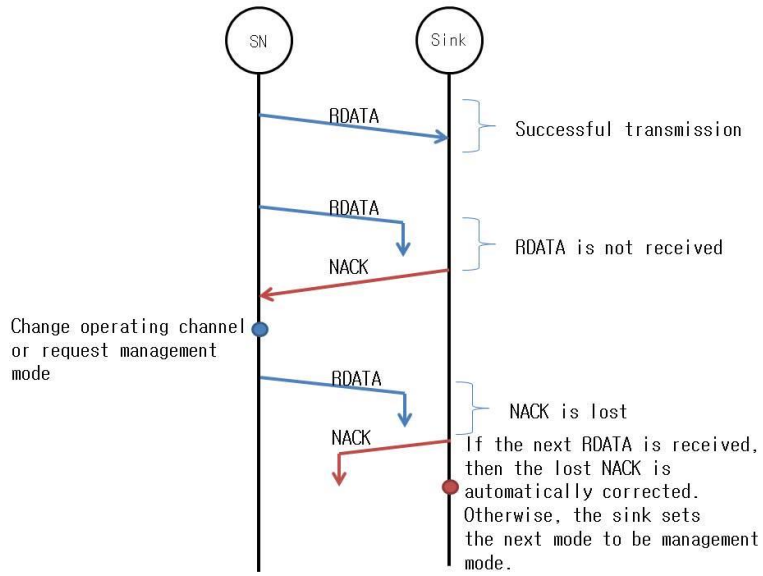 SN
Sink
RDATA
Successful transmission
RDATA
RDATA is not received
NACK
Change operating channel
or request management
mode
RDATA
NACK is lost
NACK
If the next RDATA is received,
then the lost NACK is
automatically corrected.
Otherwise, the sink sets
the next mode to be management
mode.